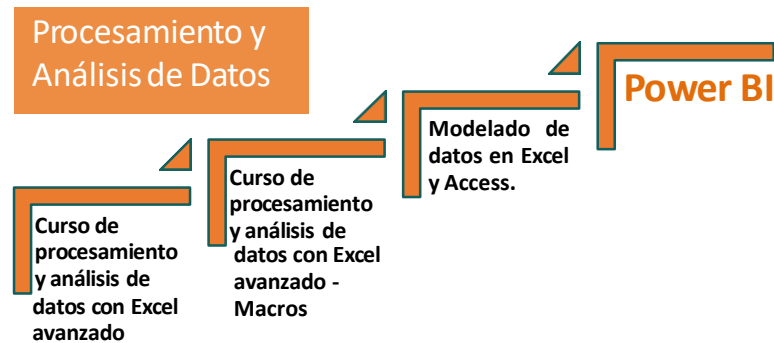 Procesamiento y
Análisis de Datos
Curso de
procesamiento
y análisis de
datos con Excel
avanzado
Curso de
procesamiento
y análisis de
datos con Excel
avanzado -
Macros
Modelado de
datos en Excel
y Access.
Power BI